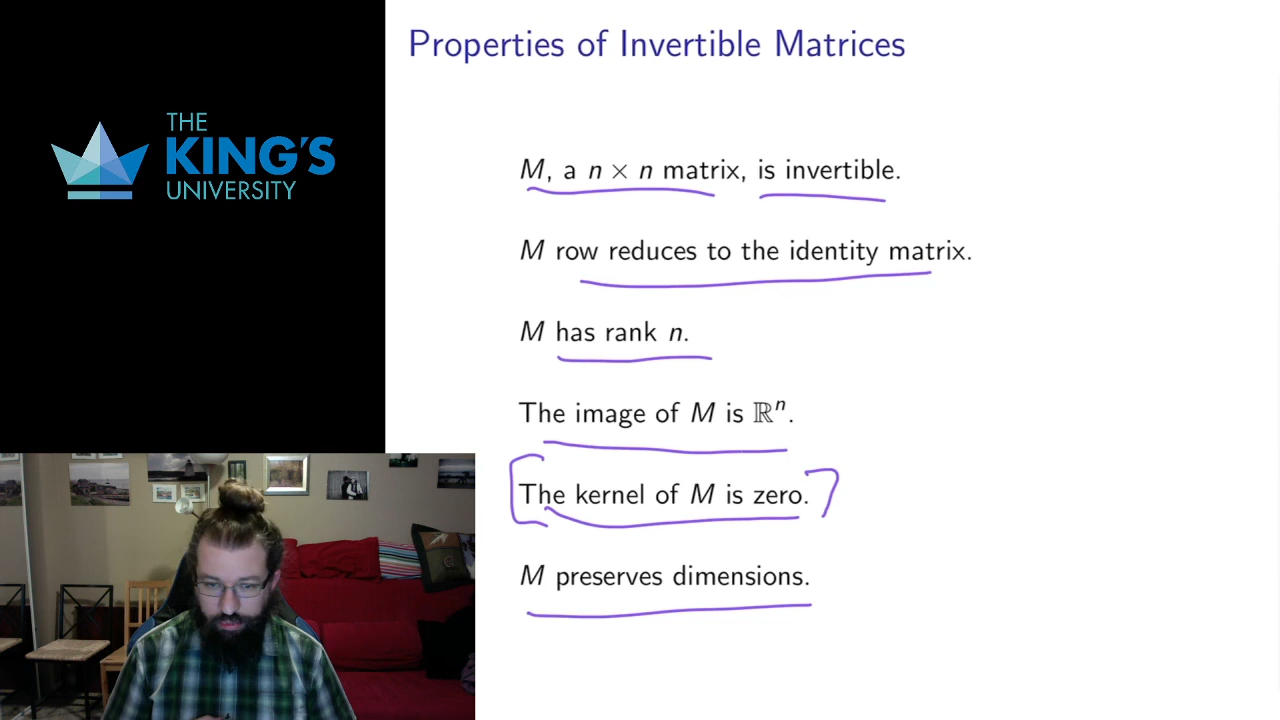 THE
KING'S
UNIVERSITY
Properties of Invertible Matrices
M, a n × n matrix, is invertible.
M row reduces to the identity matrix.
M has rank n.
The image of M is ℝⁿ.
The kernel of M is zero.
M preserves dimensions.